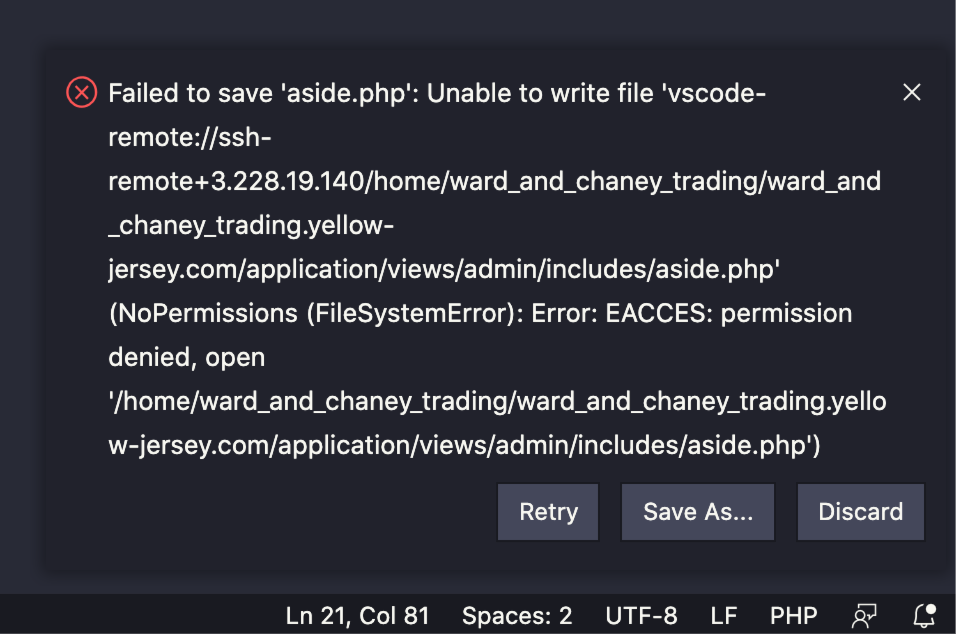 Failed to save 'aside.php': Unable to write file 'vscode-
remote://ssh-
remote+3.228.19.140/home/ward_and_chaney_trading/ward_and
_chaney_trading.yellow-
jersey.com/application/views/admin/includes/aside.php'
(NoPermissions (FileSystemError): Error: EACCES: permission
denied, open
'/home/ward_and_chaney_trading/ward_and_chaney_trading.yello
w-jersey.com/application/views/admin/includes/aside.php')
Retry Save As... Discard
Ln 21, Col 81 Spaces: 2 UTF-8 LF PHP